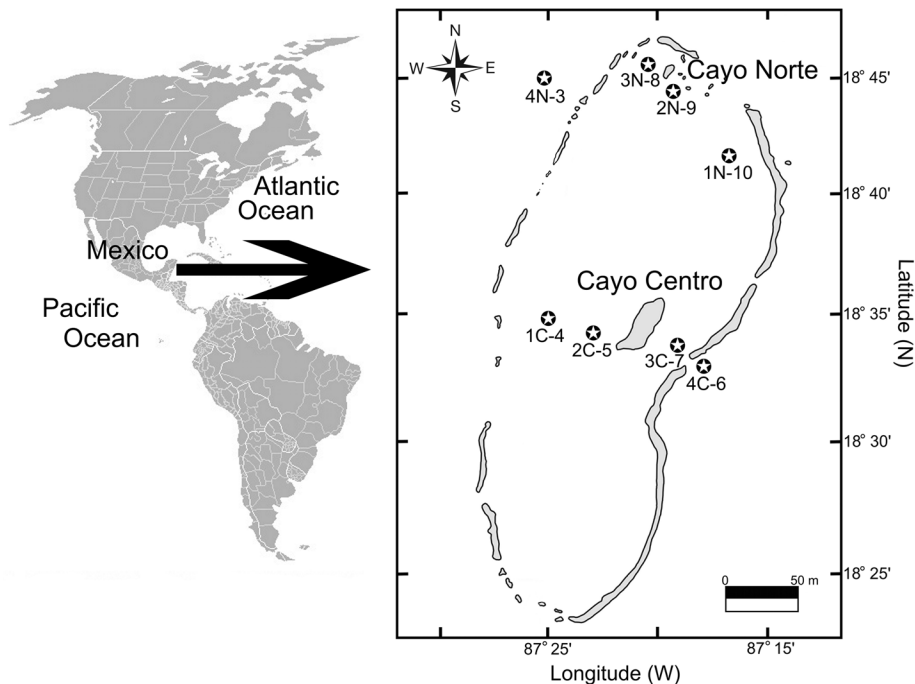 Atlantic
Ocean
Mexico
Pacific
Ocean
N
W E
S
Cayo Norte
4N-3
3N-8
2N-9
1N-10
Cayo Centro
1C-4
2C-5
3C-7
4C-6
18° 45'
18° 40'
18° 35'
18° 30'
18° 25'
Latitude (N)
0 50 m
87° 25'
87° 15'
Longitude (W)